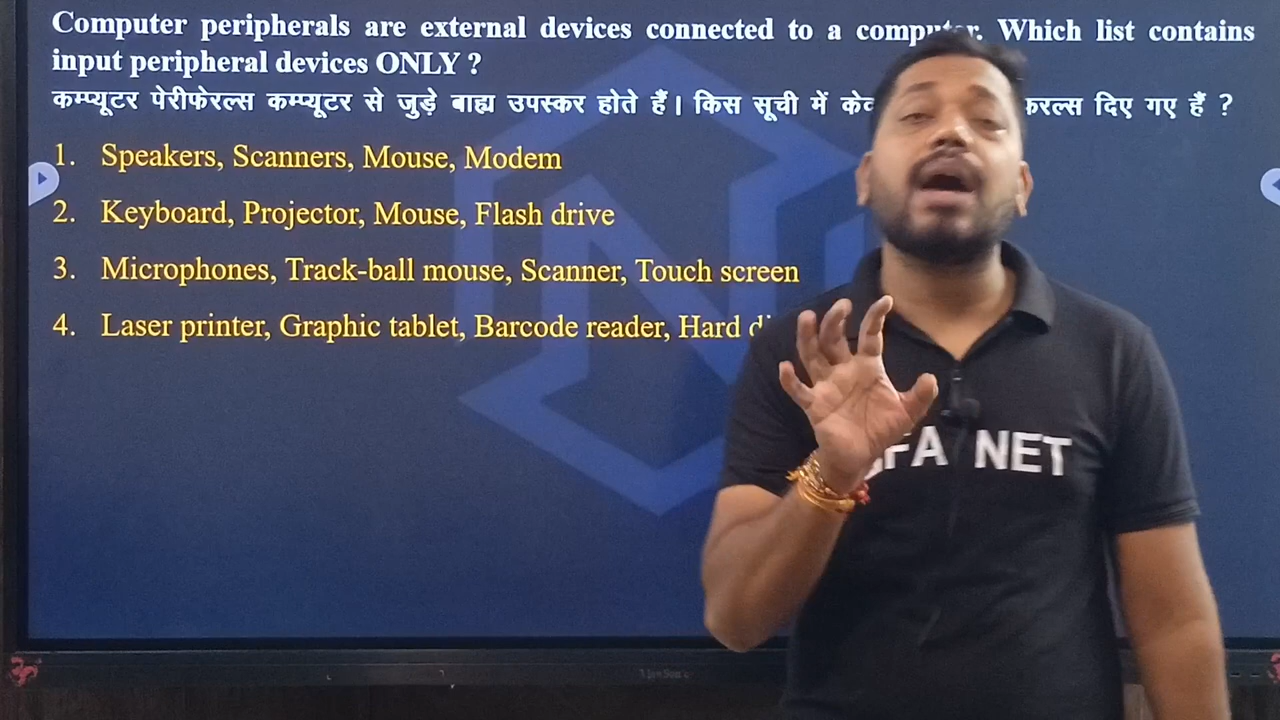 Computer peripherals are external devices connected to a computer. Which list contains
input peripheral devices ONLY ?
कम्प्यूटर पेरीफेरल्स कम्प्यूटर से जुड़े बाह्य उपस्कर होते हैं। किस सूची में दिए गए हैं ?
1. Speakers, Scanners, Mouse, Modem
2. Keyboard, Projector, Mouse, Flash drive
3. Microphones, Track-ball mouse, Scanner, Touch screen
4. Laser printer, Graphic tablet, Barcode reader, Hard
NET
ViewSonic